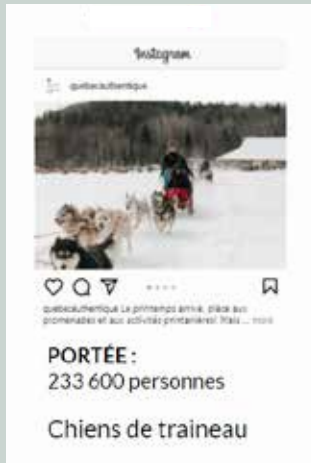 Instagram
quebecauthentique
quebecauthentique Le printemps arrive, place aux
promenades et aux activités printanières! Mais ... more
PORTÉE :
233 600 personnes
Chiens de traineau